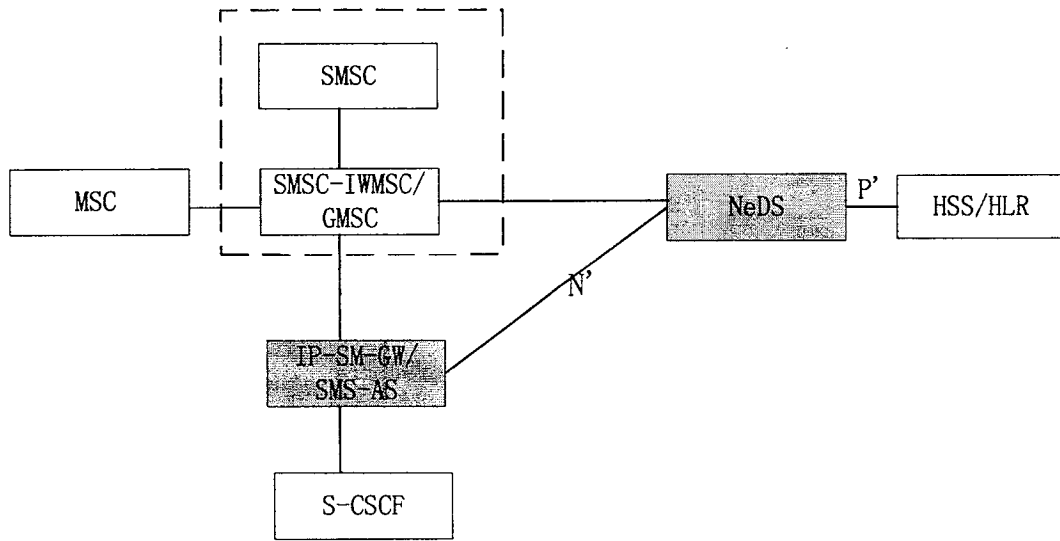 SMSC
MSC
SMSC-IWMSC/
GMSC
NeDS
P'
HSS/HLR
N'
IP-SM-GW/
SMS-AS
S-CSCF